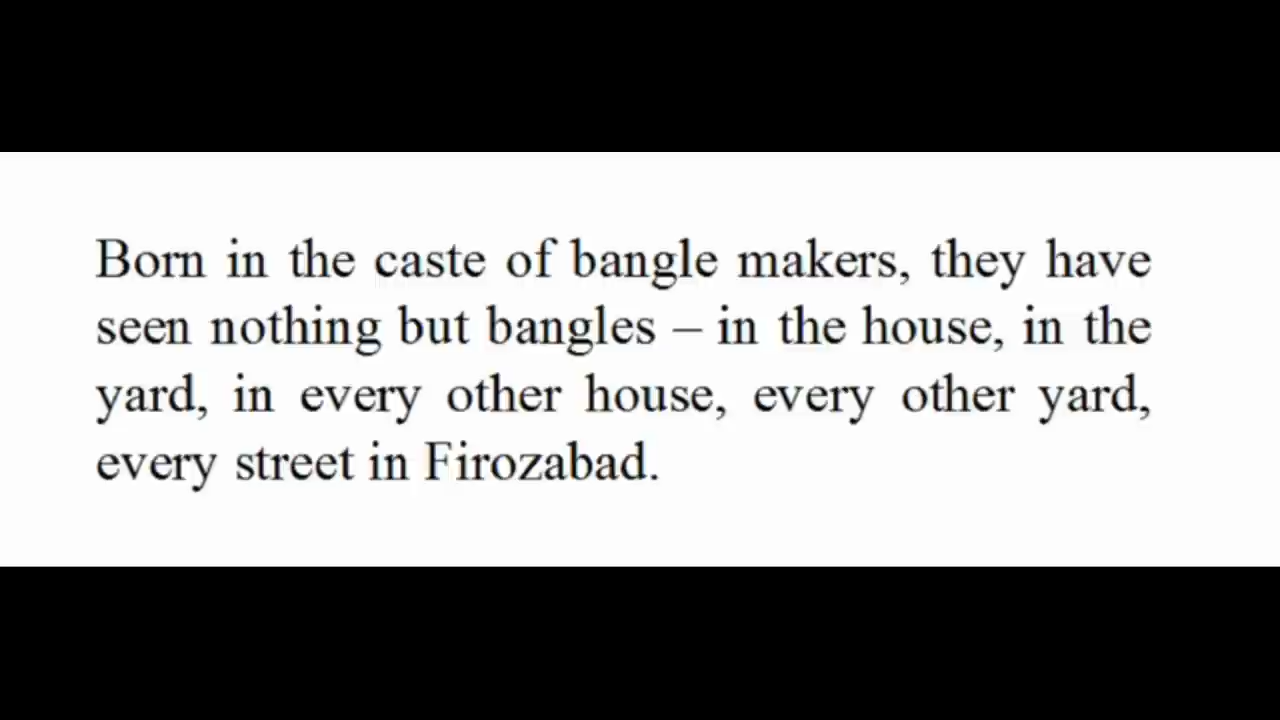 Born in the caste of bangle makers, they have
seen nothing but bangles – in the house, in the
yard, in every other house, every other yard,
every street in Firozabad.